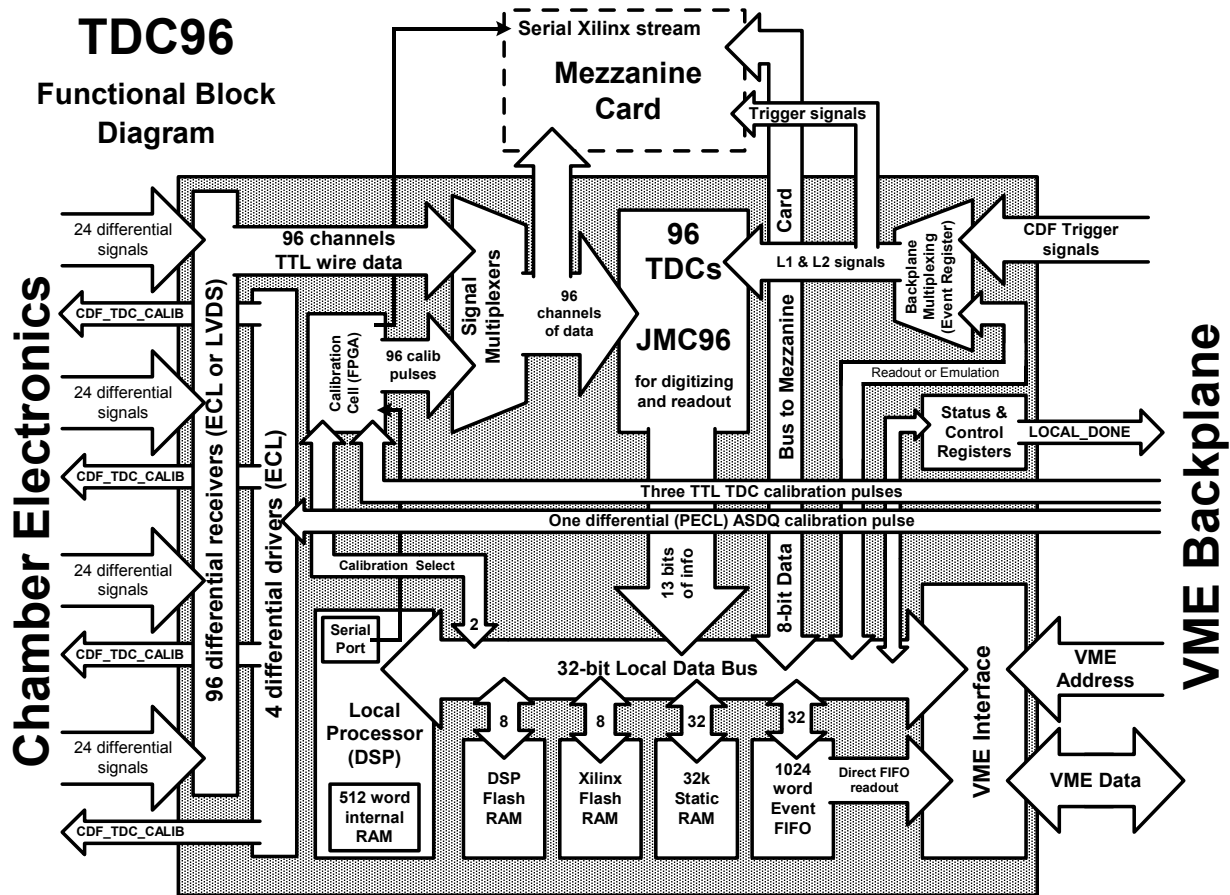 TDC96
Functional Block
Diagram
Serial Xilinx stream
Mezzanine
Card
Trigger signals
Chamber Electronics
24 differential
signals
CDF_TDC_CALIB
24 differential
signals
CDF_TDC_CALIB
24 differential
signals
CDF_TDC_CALIB
24 differential
signals
CDF_TDC_CALIB
96 differential receivers (ECL or LVDS)
4 differential drivers (ECL)
96 channels
TTL wire data
Calibration
Cell (FPGA)
96 calib
pulses
Signal
Multiplexers
96
channels
of data
96
TDCs
JMC96
for digitizing
and readout
Card
Bus to Mezzanine
8-bit Data
L1 & L2 signals
Backplane
Multiplexing
(Event Register)
CDF Trigger
signals
Readout or Emulation
Status &
Control
Registers
LOCAL_DONE
VME Backplane
Three TTL TDC calibration pulses
One differential (PECL) ASDQ calibration pulse
Calibration Select
2
13 bits
of info
Serial
Port
32-bit Local Data Bus
Local
Processor
(DSP)
512 word
internal
RAM
8
8
32
32
DSP
Flash
RAM
Xilinx
Flash
RAM
32k
Static
RAM
1024
word
Event
FIFO
Direct FIFO
readout
VME Interface
VME
Address
VME Data